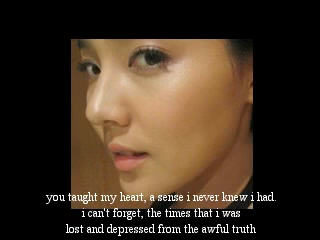 you taught my heart, a sense i never knew i had.
i can't forget, the times that i was
lost and depressed from the awful truth